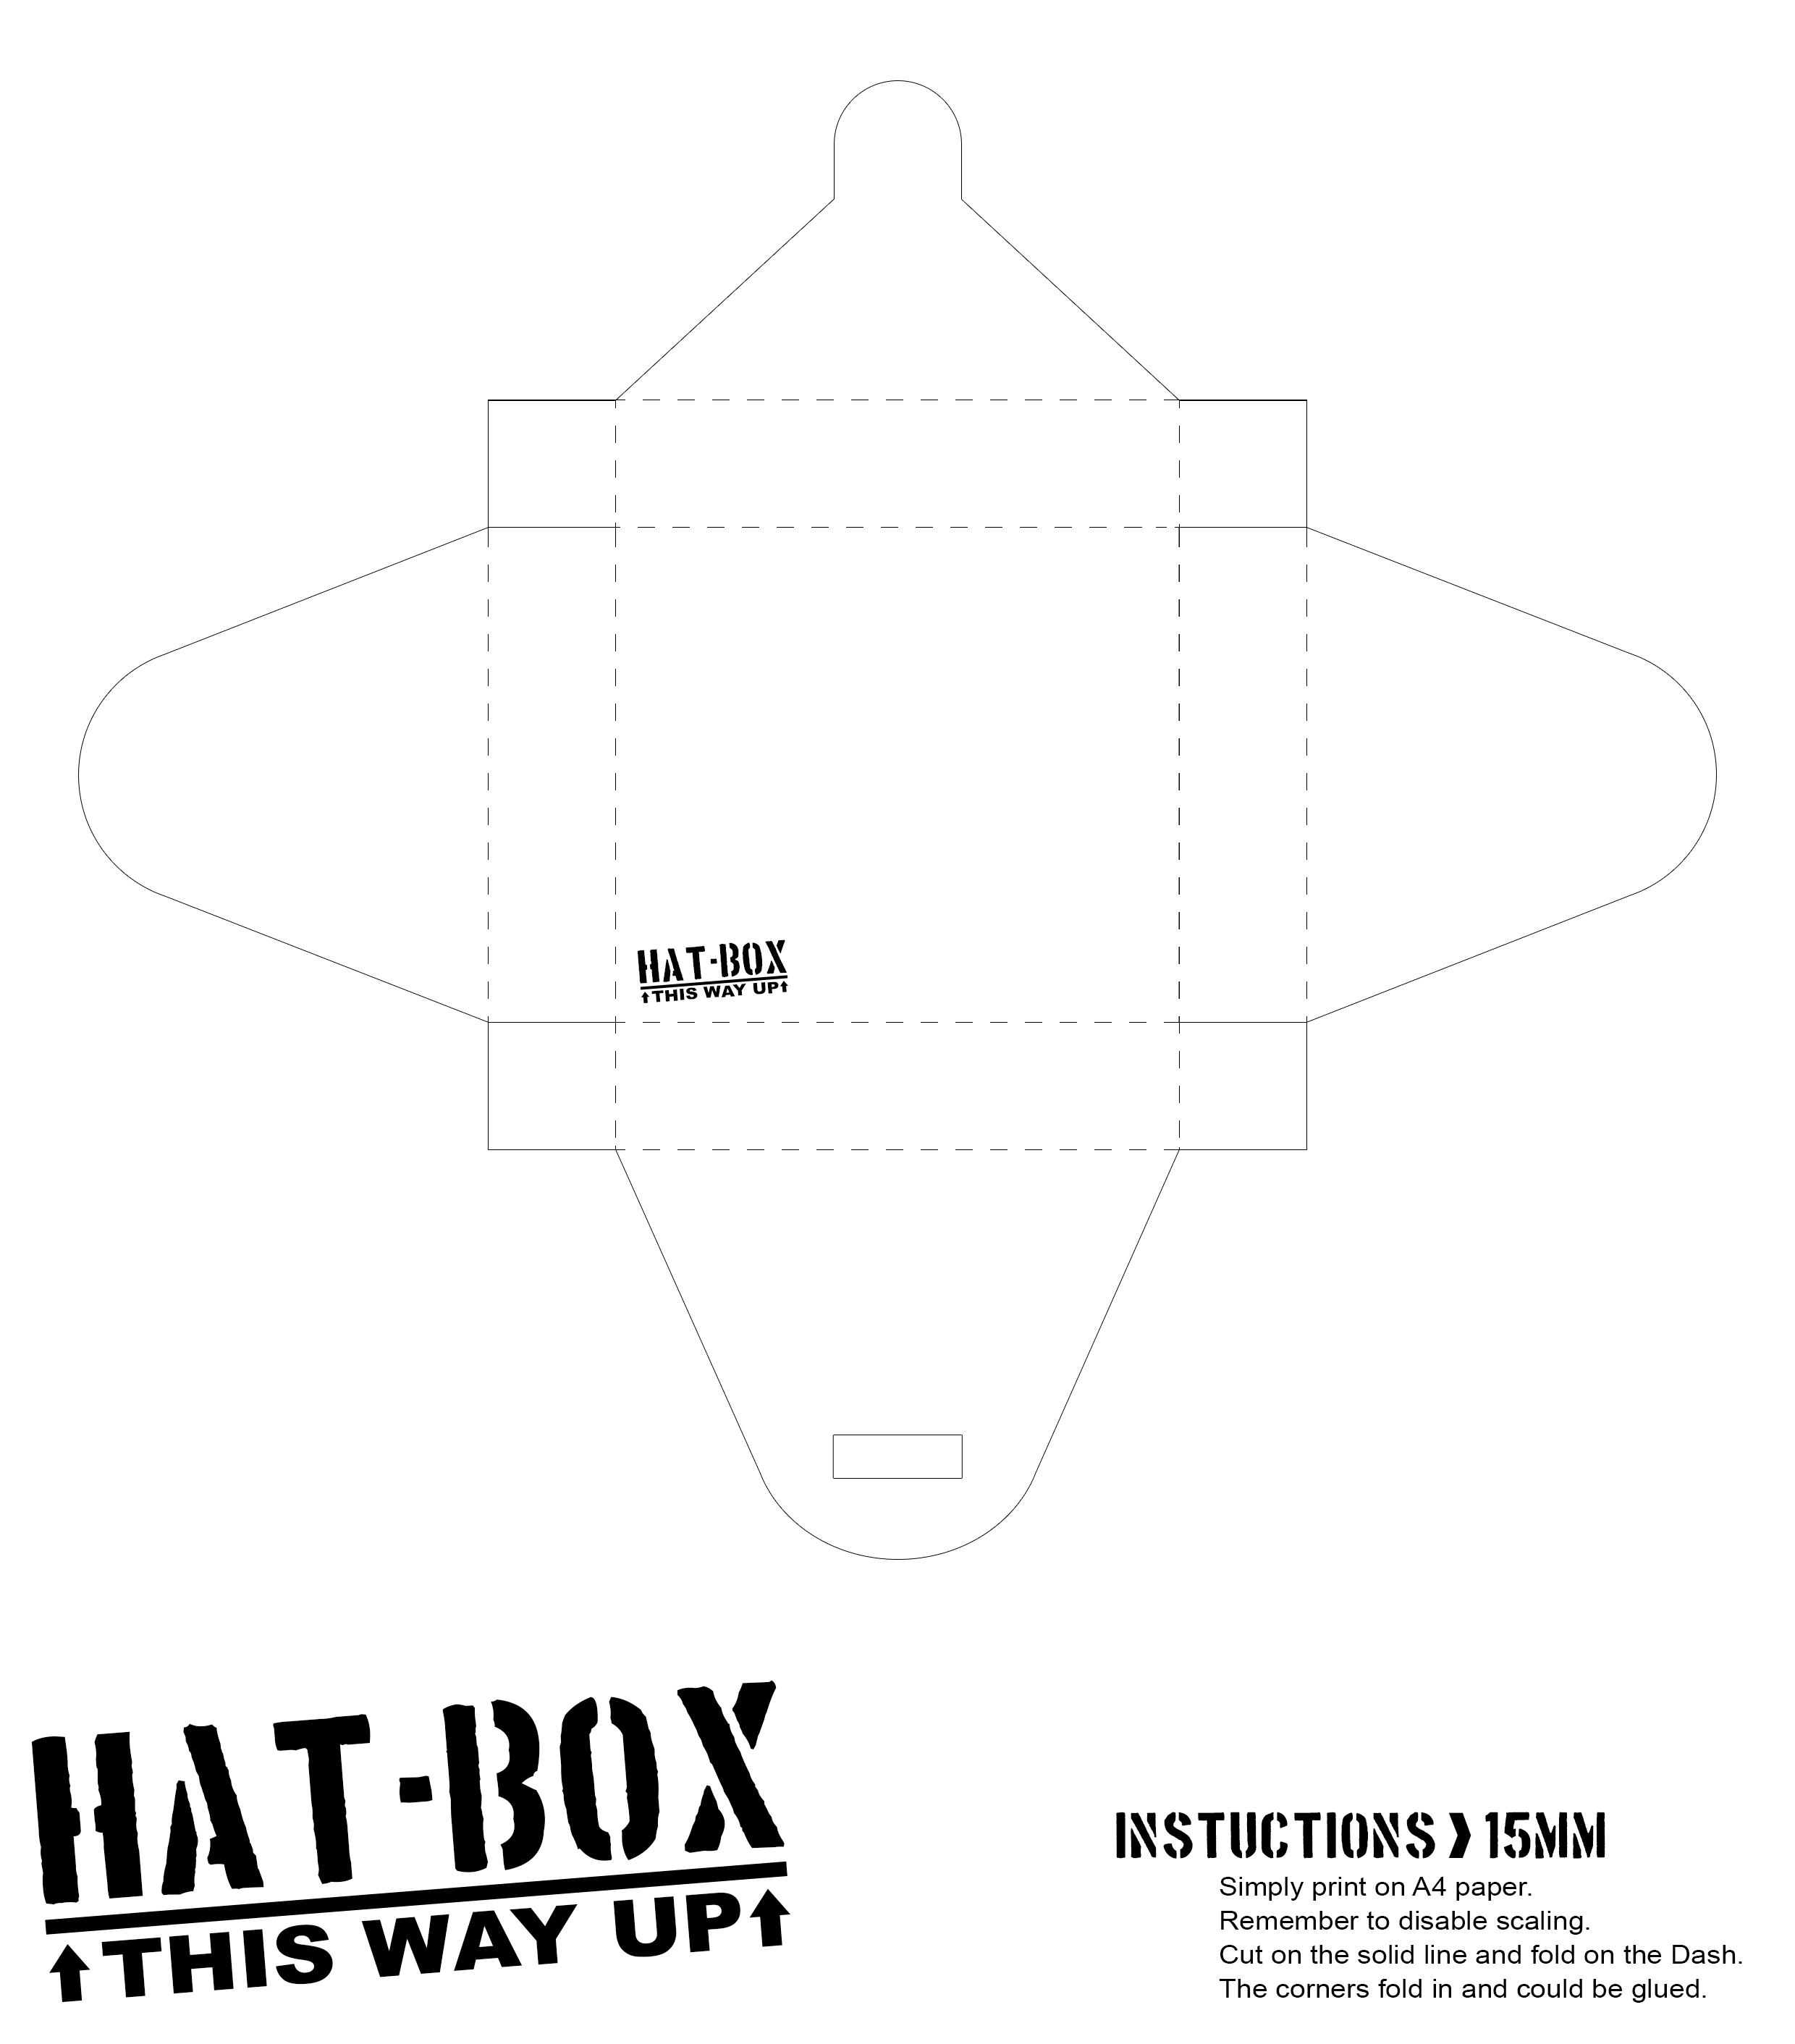 HAT-BOX
↑THIS WAY UP↑
HAT-BOX
↑THIS WAY UP↑
INSTUCTIONS > 15MM
Simply print on A4 paper.
Remember to disable scaling.
Cut on the solid line and fold on the Dash.
The corners fold in and could be glued.